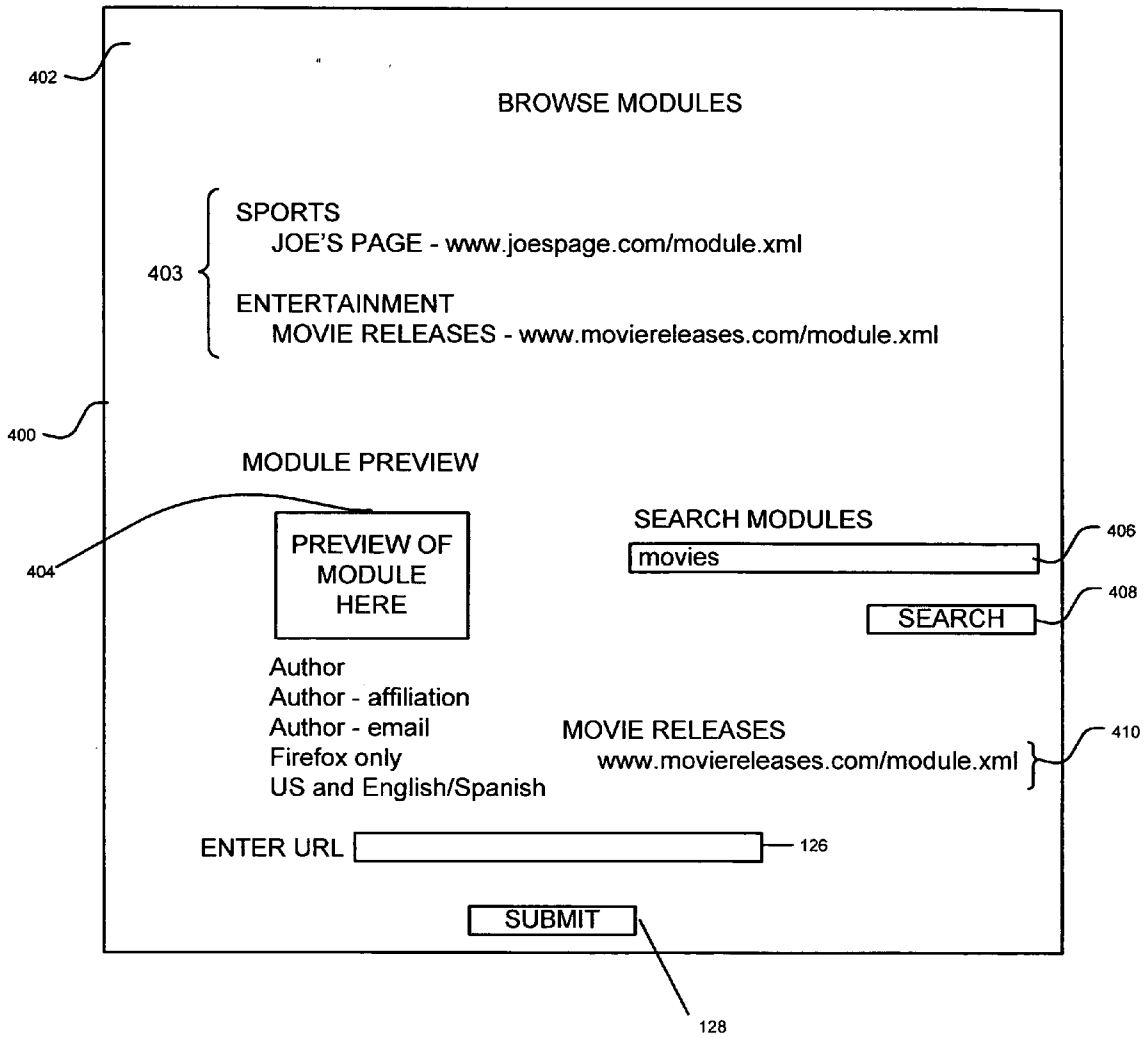 402
BROWSE MODULES
SPORTS
JOE'S PAGE - www.joespage.com/module.xml
403
ENTERTAINMENT
MOVIE RELEASES - www.moviereleases.com/module.xml
400
MODULE PREVIEW
404
PREVIEW OF
MODULE
HERE
SEARCH MODULES
movies
406
SEARCH
408
Author
Author - affiliation
Author - email
Firefox only
US and English/Spanish
MOVIE RELEASES
www.moviereleases.com/module.xml
410
ENTER URL
126
SUBMIT
128